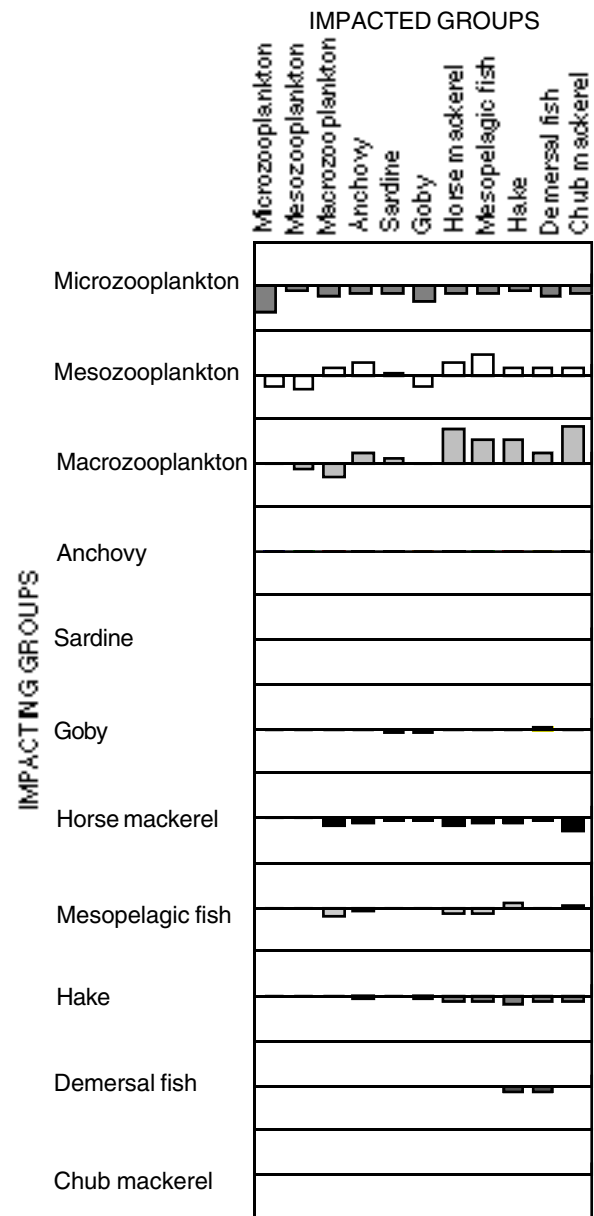 IMPACTED GROUPS
Microzooplankton
Mesozooplankton
Macrozooplankton
Anchovy
Sardine
Goby
Horse mackerel
Mesopelagic fish
Hake
Demersal fish
Chub mackerel
IMPACTING GROUPS
Microzooplankton
Mesozooplankton
Macrozooplankton
Anchovy
Sardine
Goby
Horse mackerel
Mesopelagic fish
Hake
Demersal fish
Chub mackerel